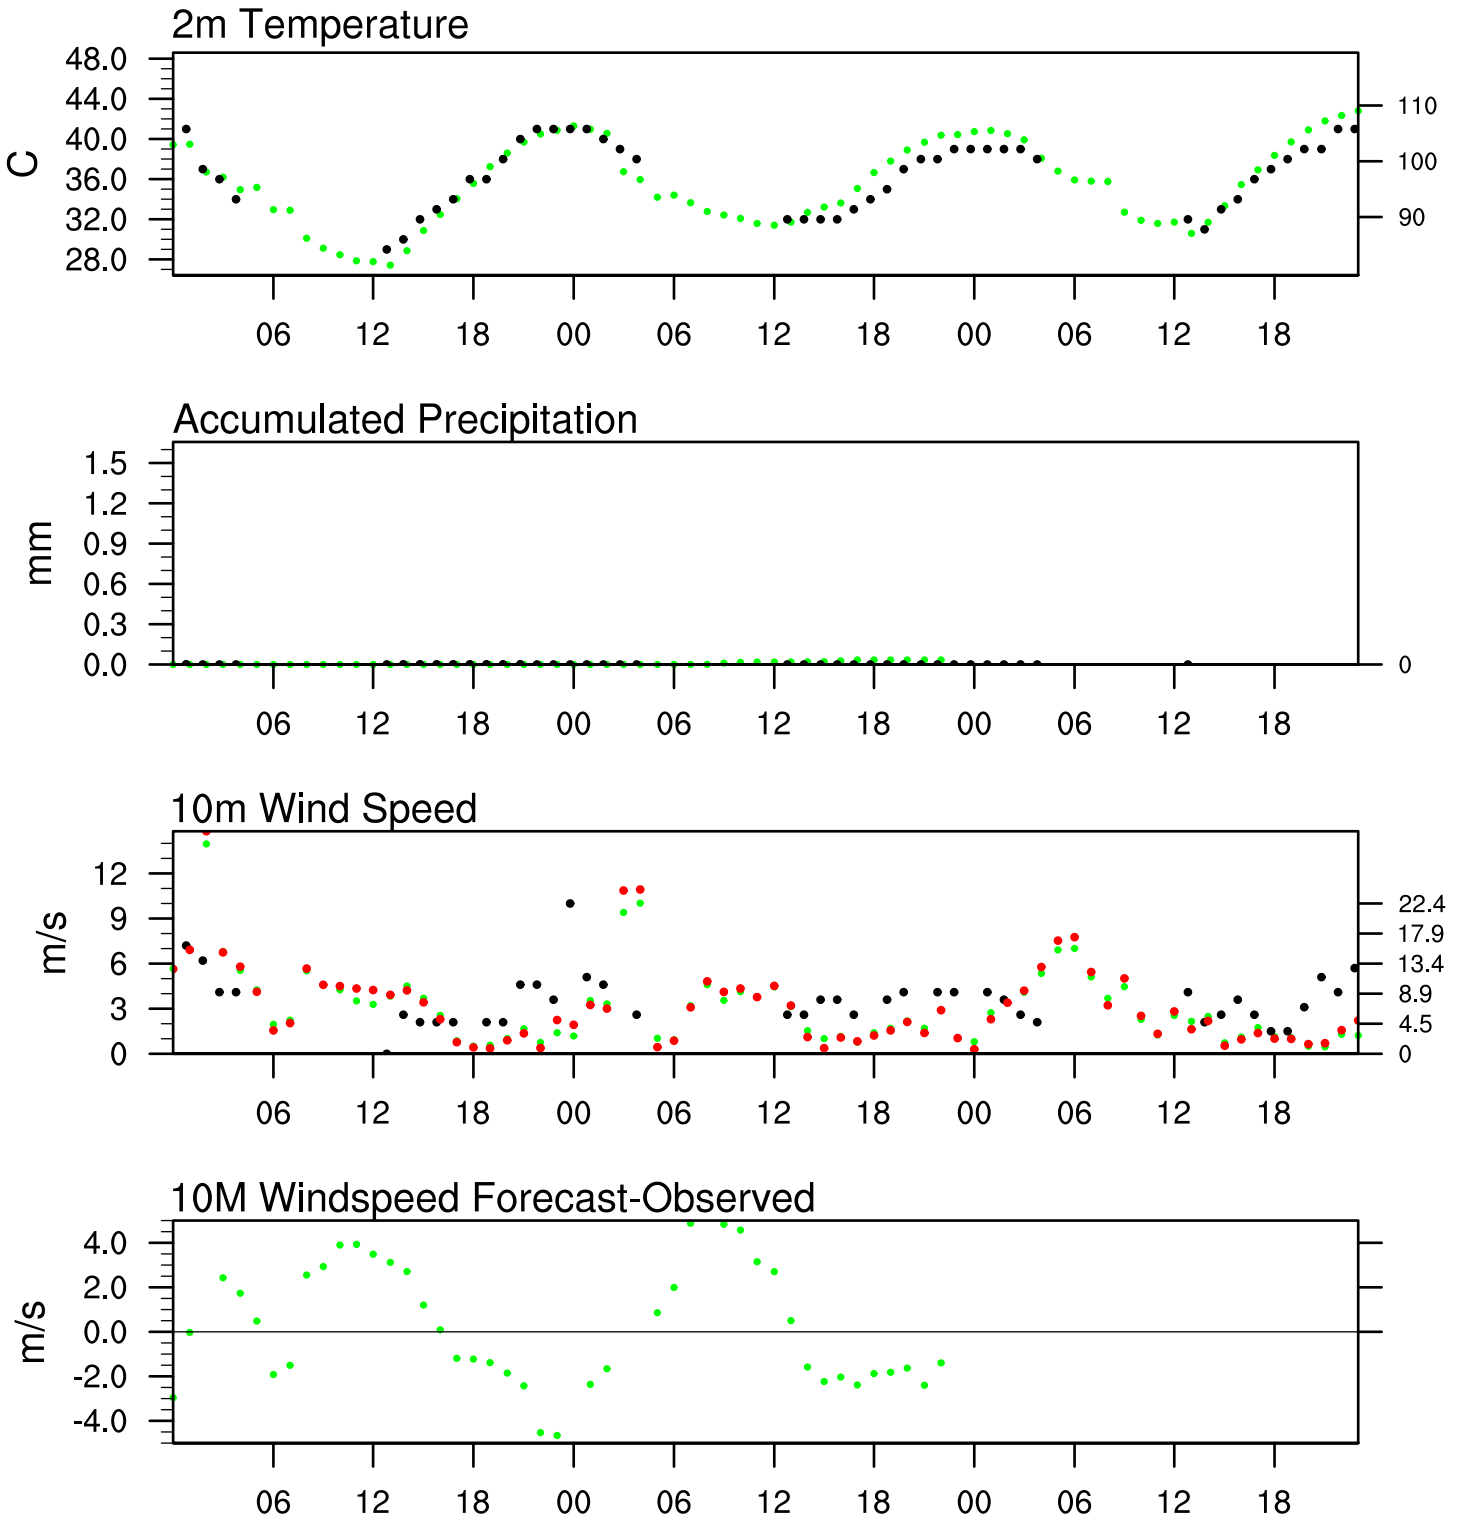 2m Temperature
48.0
44.0
40.0
36.0
32.0
28.0
C
110
100
90
06 12 18 00 06 12 18 00 06 12 18
Accumulated Precipitation
1.5
1.2
0.9
0.6
0.3
0.0
mm
0
06 12 18 00 06 12 18 00 06 12 18
10m Wind Speed
12
9
6
3
0
m/s
22.4
17.9
13.4
8.9
4.5
0
06 12 18 00 06 12 18 00 06 12 18
10M Windspeed Forecast-Observed
4.0
2.0
0.0
-2.0
-4.0
m/s
06 12 18 00 06 12 18 00 06 12 18